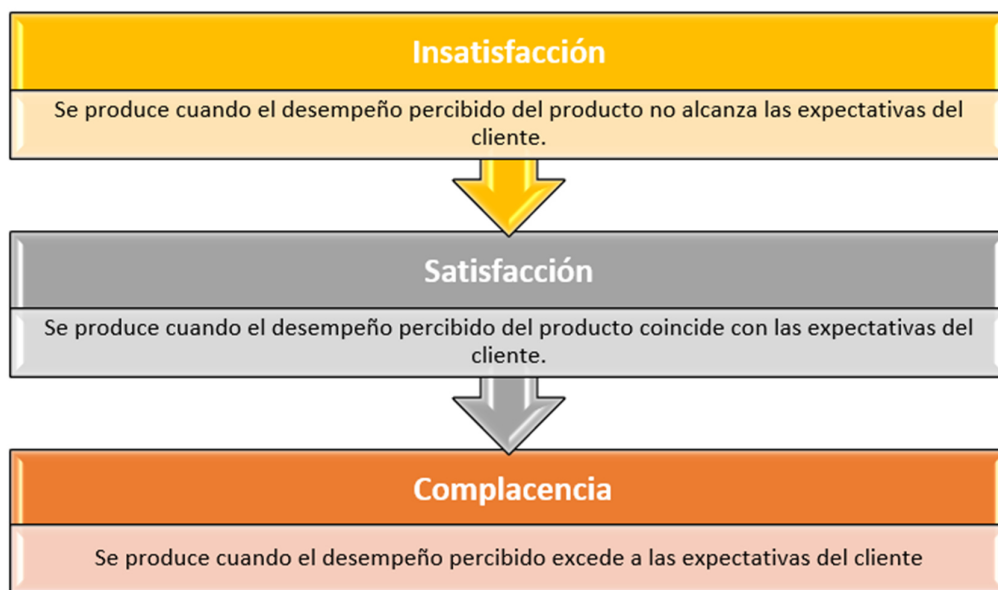 Insatisfacción
Se produce cuando el desempeño percibido del producto no alcanza las expectativas del
cliente.
Satisfacción
Se produce cuando el desempeño percibido del producto coincide con las expectativas del
cliente.
Complacencia
Se produce cuando el desempeño percibido excede a las expectativas del cliente